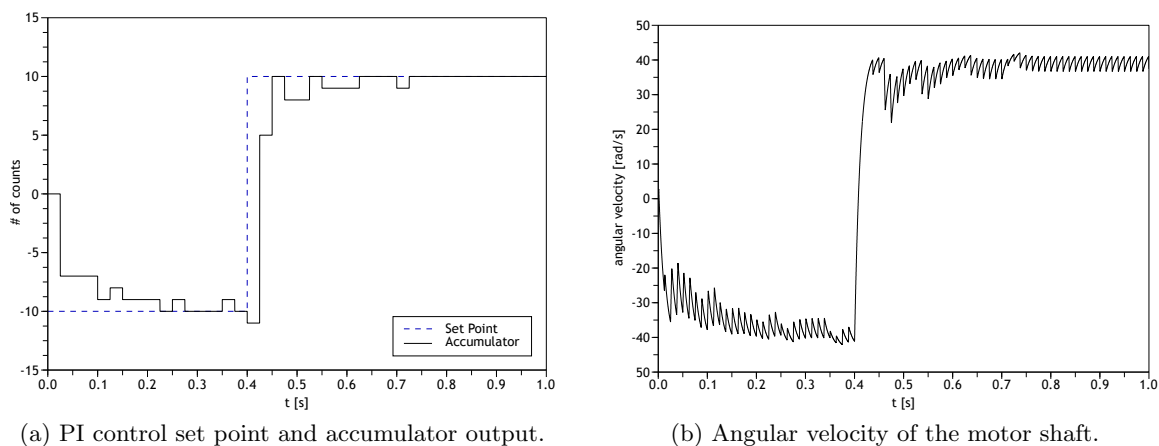 15
10
5
0
-5
-10
-15
# of counts
0.0 0.1 0.2 0.3 0.4 0.5 0.6 0.7 0.8 0.9 1.0
t [s]
Set Point
Accumulator
(a) PI control set point and accumulator output.
50
40
30
20
10
0
-10
-20
-30
-40
50
angular velocity [rad/s]
0.0 0.1 0.2 0.3 0.4 0.5 0.6 0.7 0.8 0.9 1.0
t [s]
(b) Angular velocity of the motor shaft.